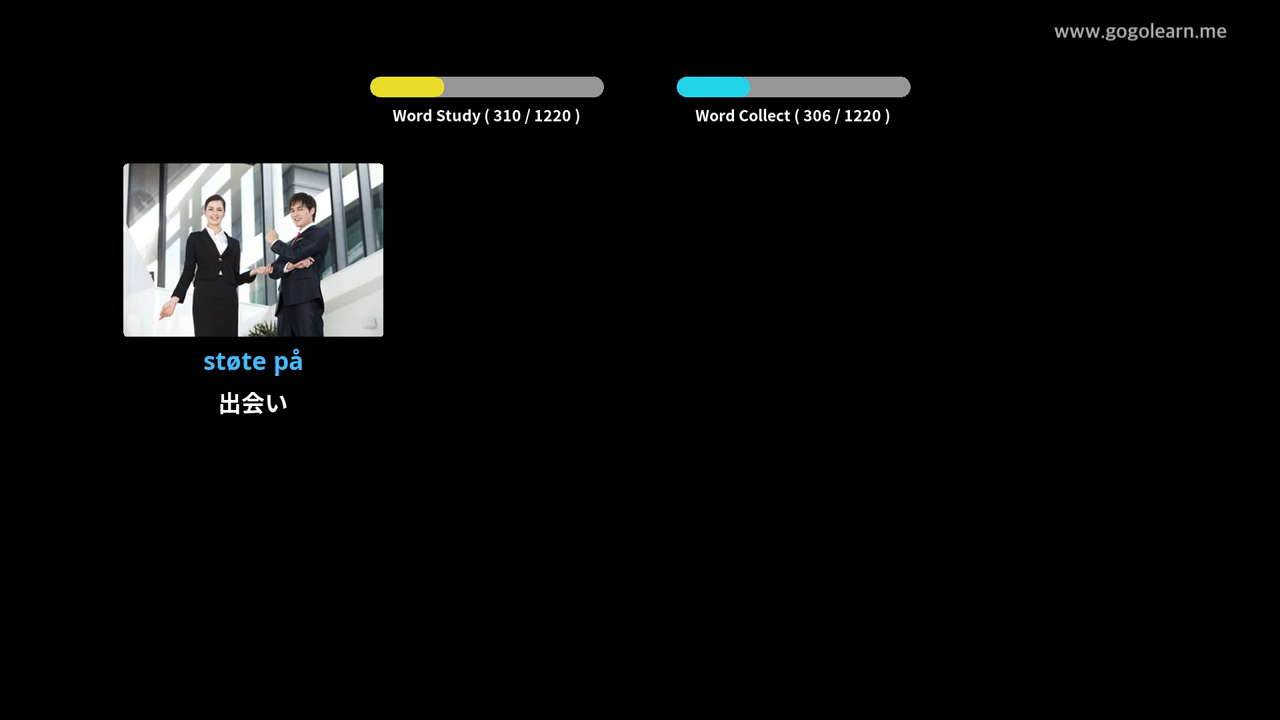 www.gogolearn.me
Word Study ( 310 / 1220 )
Word Collect ( 306 / 1220 )
støte på
出会い